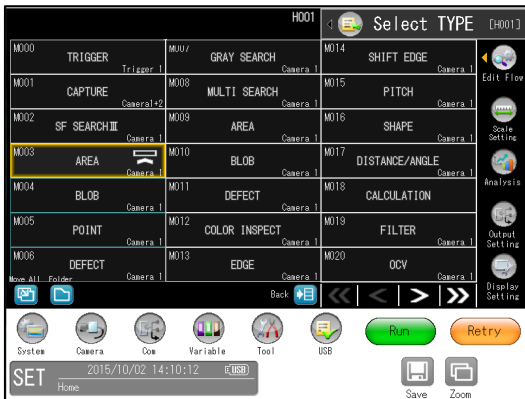 H001
Select TYPE [H001]
M000
TRIGGER
Trigger 1
M007
GRAY SEARCH
Camera 1
M014
SHIFT EDGE
Camera 1
Edit Flow
M001
CAPTURE
Camera1+2
M008
MULTI SEARCH
Camera 1
M015
PITCH
Camera 1
Scale
Setting
M002
SF SEARCHⅢ
Camera 1
M009
AREA
Camera 1
M016
SHAPE
Camera 1
M003
AREA
Camera 1
M010
BLOB
Camera 1
M017
DISTANCE/ANGLE
Camera 1
Analysis
M004
BLOB
Camera 1
M011
DEFECT
Camera 1
M018
CALCULATION
M005
POINT
Camera 1
M012
COLOR INSPECT
Camera 1
M019
FILTER
Camera 1
Output
Setting
M006
DEFECT
Camera 1
M013
EDGE
Camera 1
M020
OCV
Camera 1
Display
Setting
Move All Folder
Back
System
Camera
Com
Variable
Tool
USB
Run
Retry
SET
2015/10/02 14:10:12
USB
Home
Save
Zoom